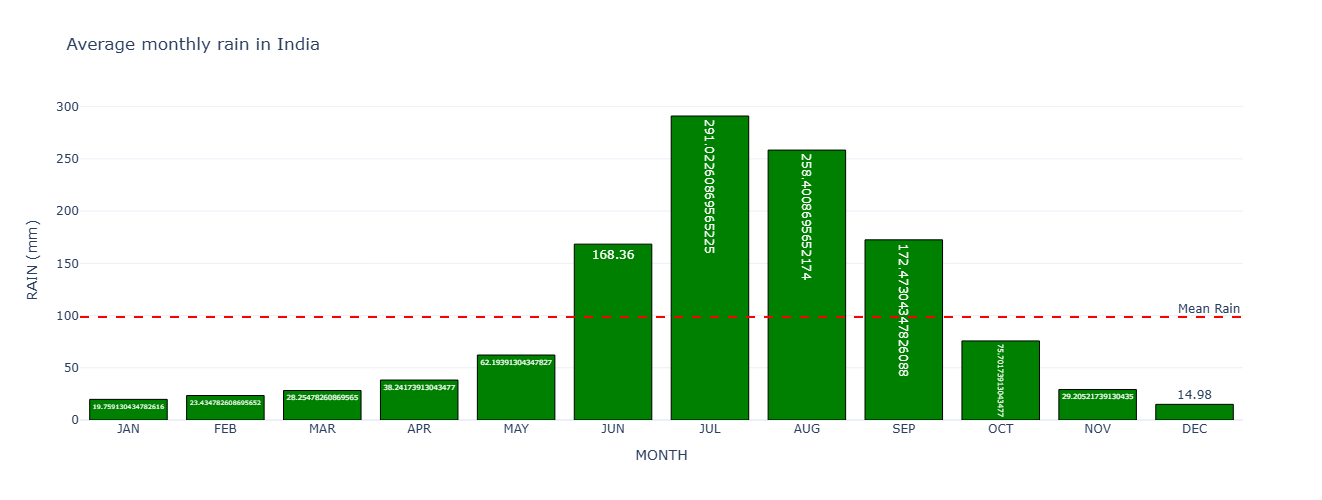 Average monthly rain in India
300
250
200
150
100
50
0
RAIN (mm)
19.759130434782616
23.434782608695652
28.25478260869565
38.24173913043477
62.19391304347827
168.36
291.02260869565225
258.4008695652174
172.47304347826088
75.70173913043477
29.20521739130435
14.98
Mean Rain
JAN
FEB
MAR
APR
MAY
JUN
JUL
AUG
SEP
OCT
NOV
DEC
MONTH